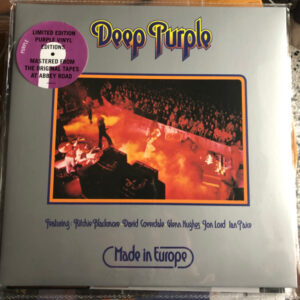 Deep Purple
LIMITED EDITION
PURPLE VINYL
EDITIONS
MASTERED FROM
THE ORIGINAL TAPES
AT ABBEY ROAD
PURPLE
Featuring: Ritchie Blackmore David Coverdale Glenn Hughes Jon Lord Ian Paice
Made in Europe